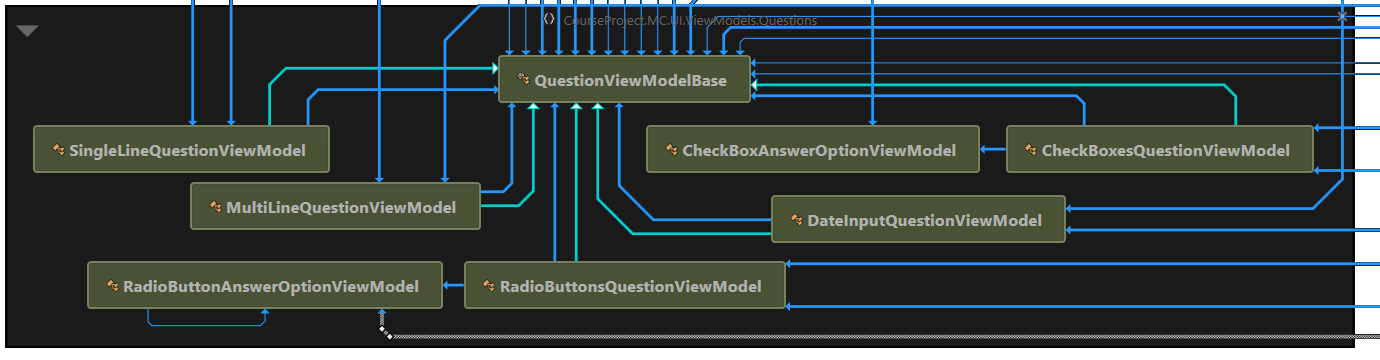 CourseProject.MC.UI.ViewModels.Questions
QuestionViewModelBase
SingleLineQuestionViewModel
CheckBoxAnswerOptionViewModel
CheckBoxesQuestionViewModel
MultiLineQuestionViewModel
DateInputQuestionViewModel
RadioButtonAnswerOptionViewModel
RadioButtonsQuestionViewModel